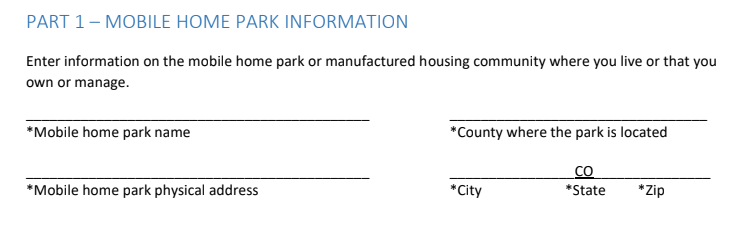 PART 1 – MOBILE HOME PARK INFORMATION
Enter information on the mobile home park or manufactured housing community where you live or that you
own or manage.
*Mobile home park name
*County where the park is located
CO
*Mobile home park physical address
*City *State *Zip